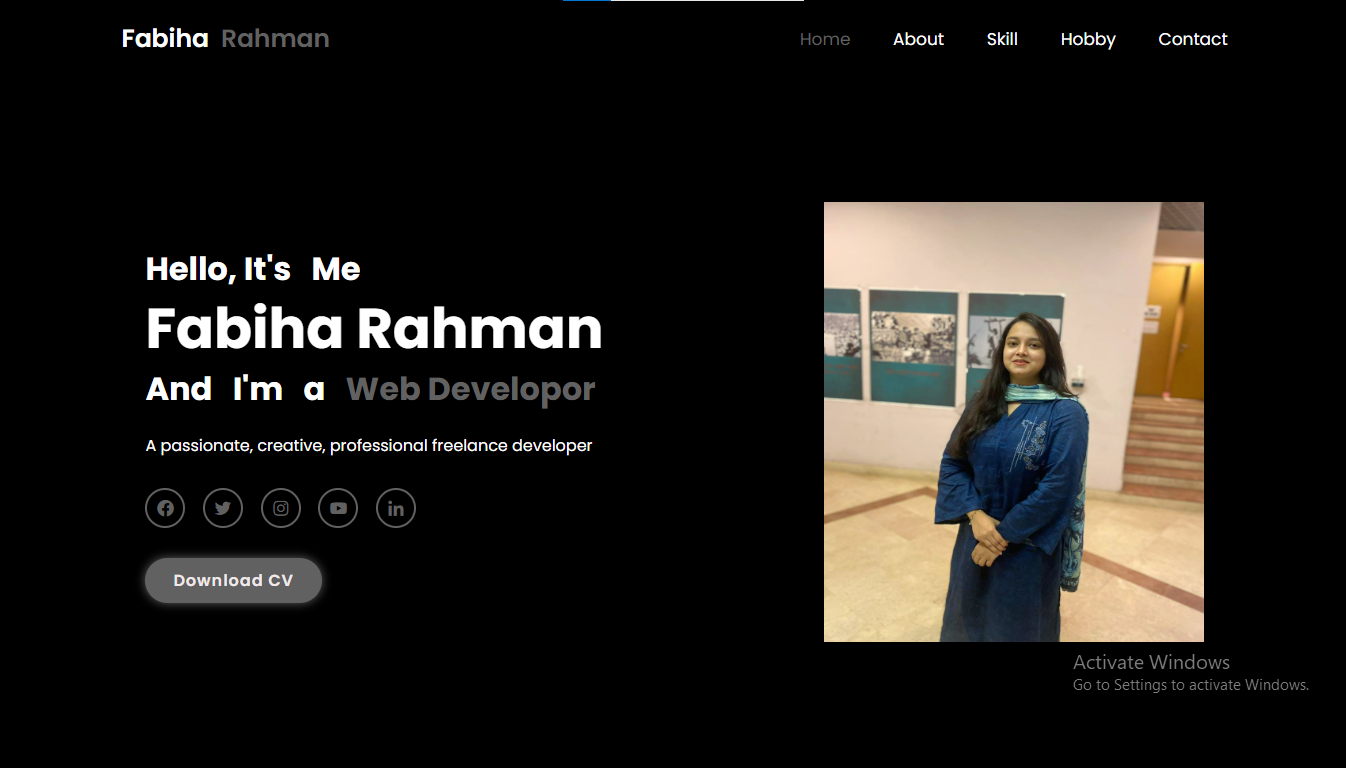 Fabiha Rahman
Home About Skill Hobby Contact
Hello, It's Me
Fabiha Rahman
And I'm a Web Developor
A passionate, creative, professional freelance developer
Download CV
Activate Windows
Go to Settings to activate Windows.